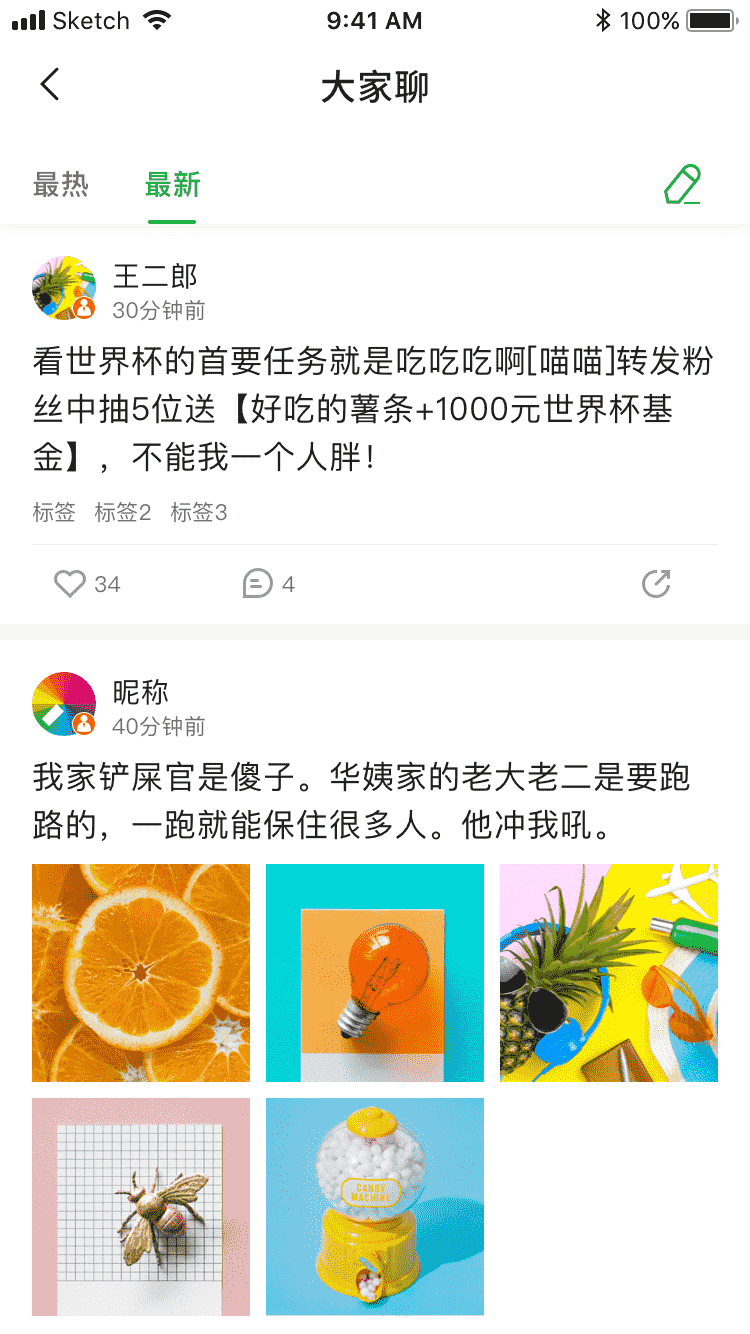 Sketch 9:41 AM 100%
大家聊
最热 最新
王二郎
30分钟前
看世界杯的首要任务就是吃吃吃啊[喵喵]转发粉
丝中抽5位送【好吃的薯条+1000元世界杯基
金】，不能我一个人胖！
标签 标签2 标签3
34 4
昵称
40分钟前
我家铲屎官是傻子。华姨家的老大老二是要跑
路的，一跑就能保住很多人。他冲我吼。
CANDY
MACHINE